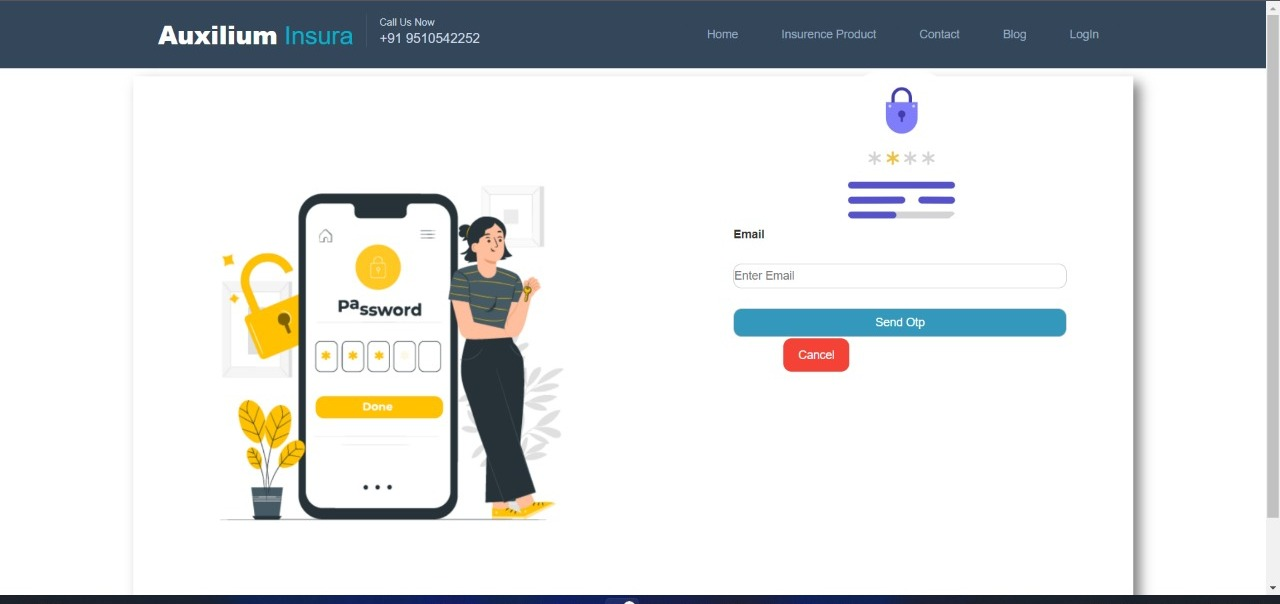 Auxilium Insura
Call Us Now
+91 9510542252
Home
Insurence Product
Contact
Blog
LogIn
Password
Done
Email
Enter Email
Send Otp
Cancel